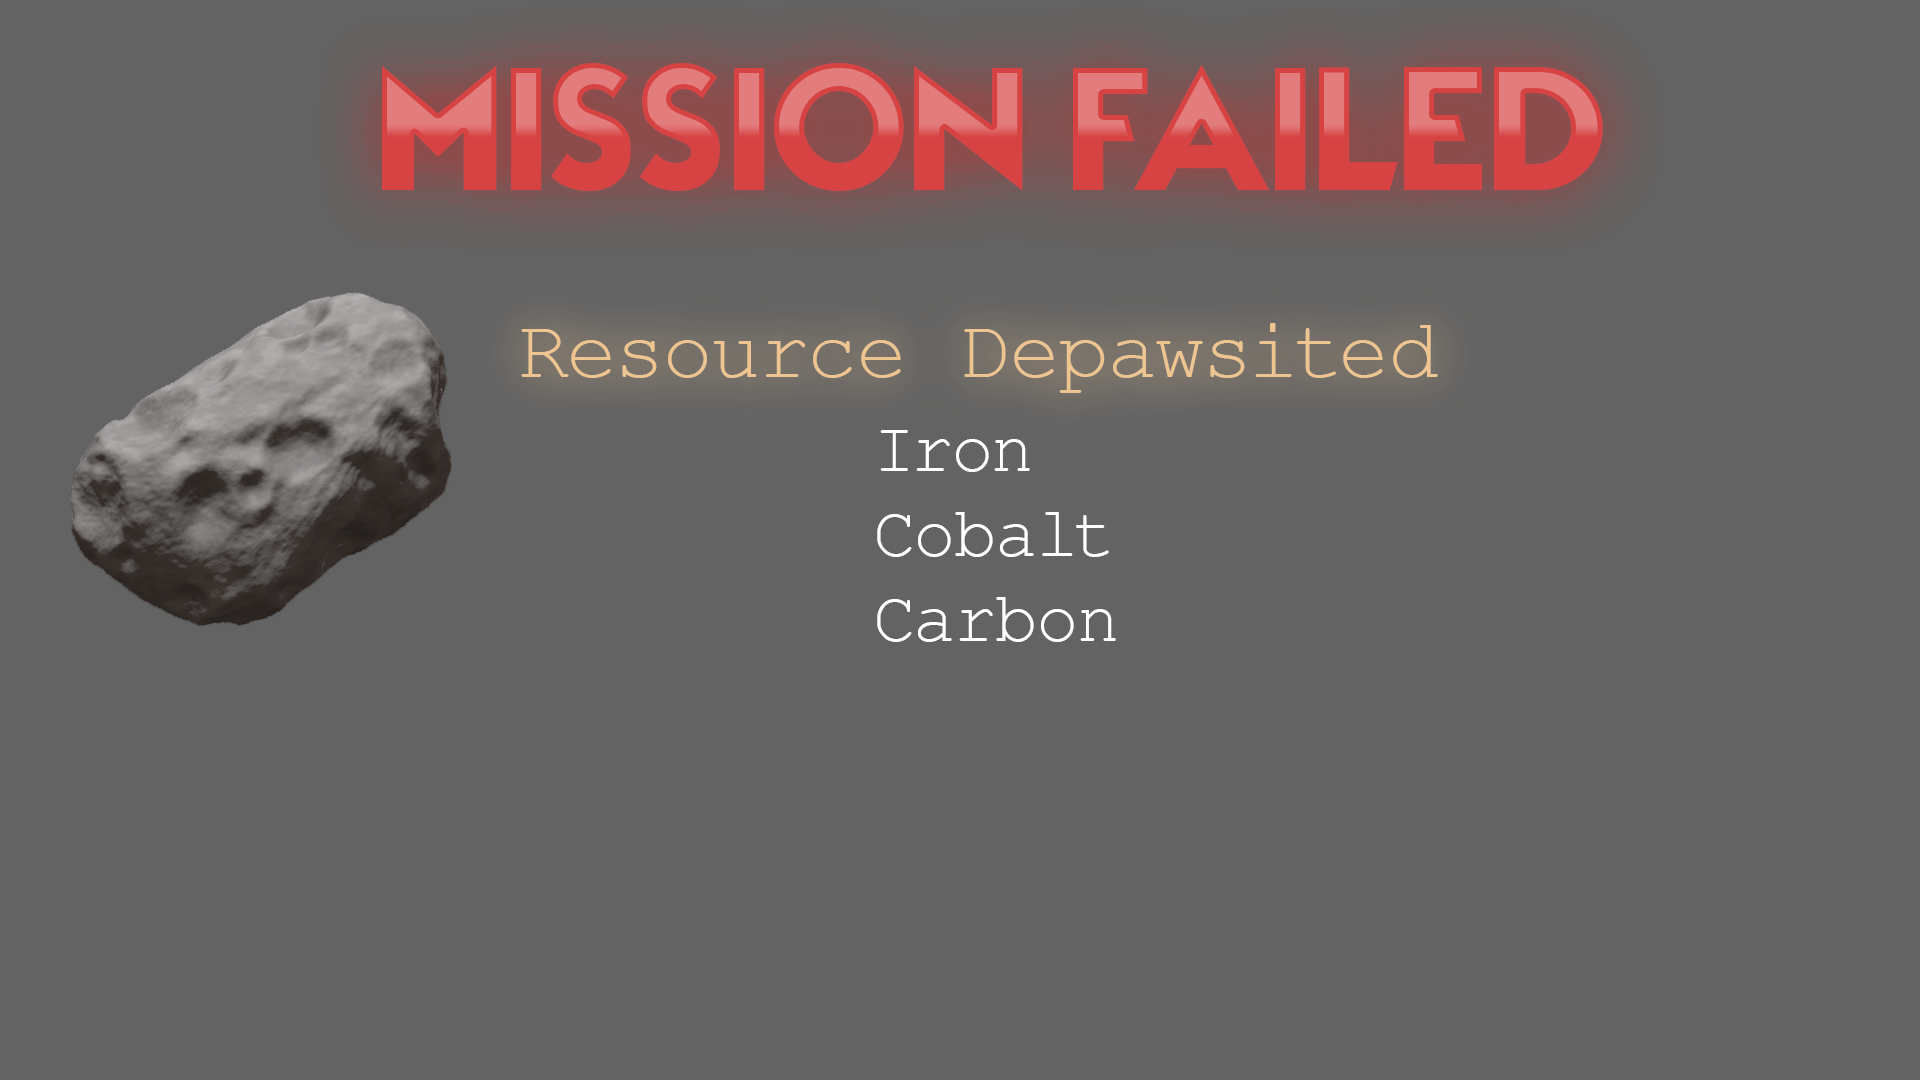 MISSION FAILED
Resource Depawsited
Iron
Cobalt
Carbon